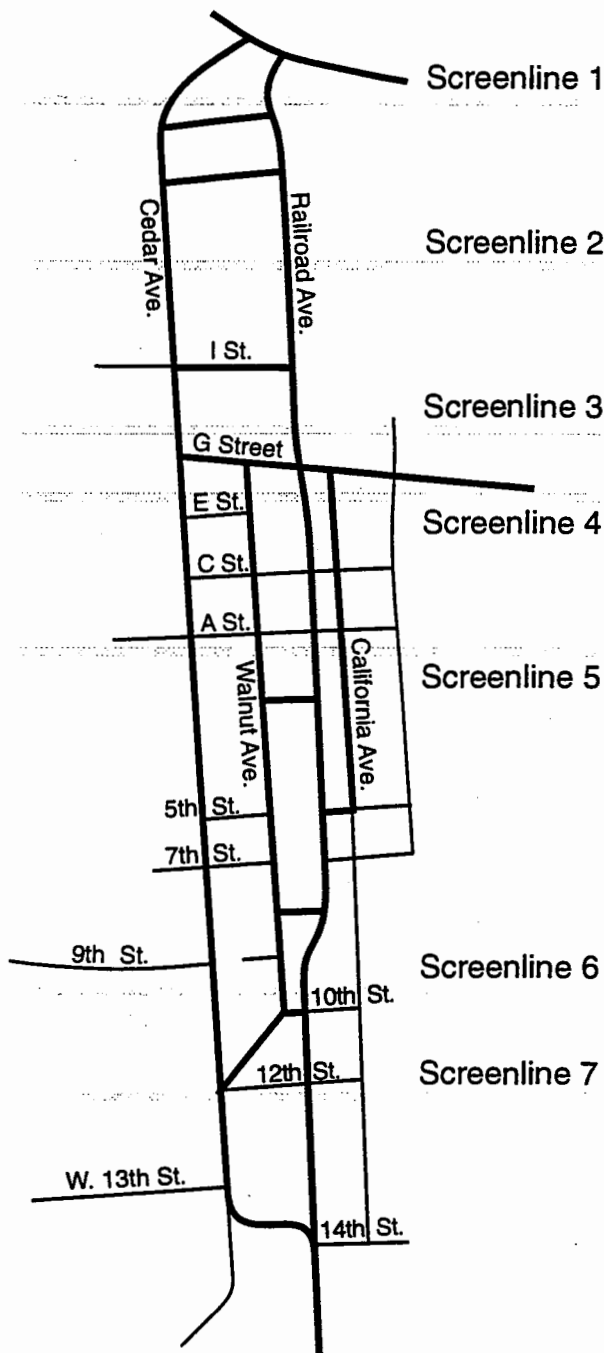 Screenline 1
Cedar Ave.
Railroad Ave.
Screenline 2
I St.
Screenline 3
G Street
E St.
Screenline 4
C St.
A St.
Walnut Ave.
California Ave.
Screenline 5
5th St.
7th St.
9th St.
Screenline 6
10th St.
12th St.
Screenline 7
W. 13th St.
14th St.